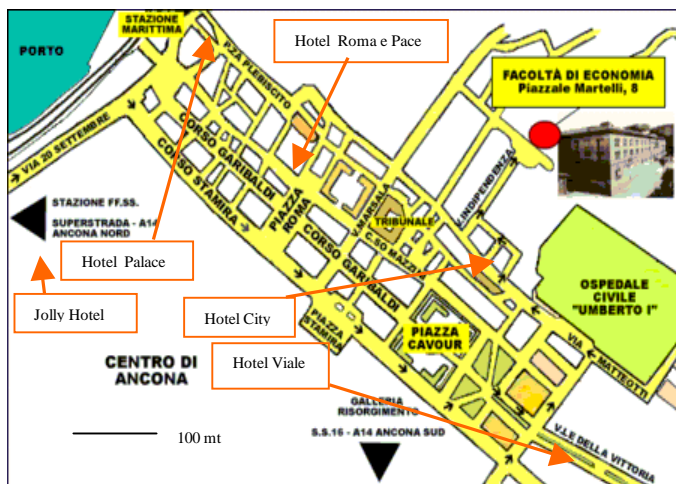 STAZIONE
MARITTIMA
PORTO
Hotel Roma e Pace
P.ZA PLEBISCITO
FACOLTÀ DI ECONOMIA
Piazzale Martelli, 8
VIA 20 SETTEMBRE
CORSO GARIBALDI
CORSO STAMIRA
PIAZZA
ROMA
V.INDIPENDENZA
V.MARSALA
TRIBUNALE
C.SO MAZZINI
STAZIONE FF.SS.
SUPERSTRADA - A14
ANCONA NORD
Hotel Palace
Jolly Hotel
CORSO GARIBALDI
Hotel City
OSPEDALE
CIVILE
"UMBERTO I"
PIAZZA
STAMIRA
PIAZZA
CAVOUR
VIA
MATTEOTTI
Hotel Viale
CENTRO DI
ANCONA
GALLERIA
RISORGIMENTO
S.S.16 - A14 ANCONA SUD
V.LE DELLA VITTORIA
100 mt